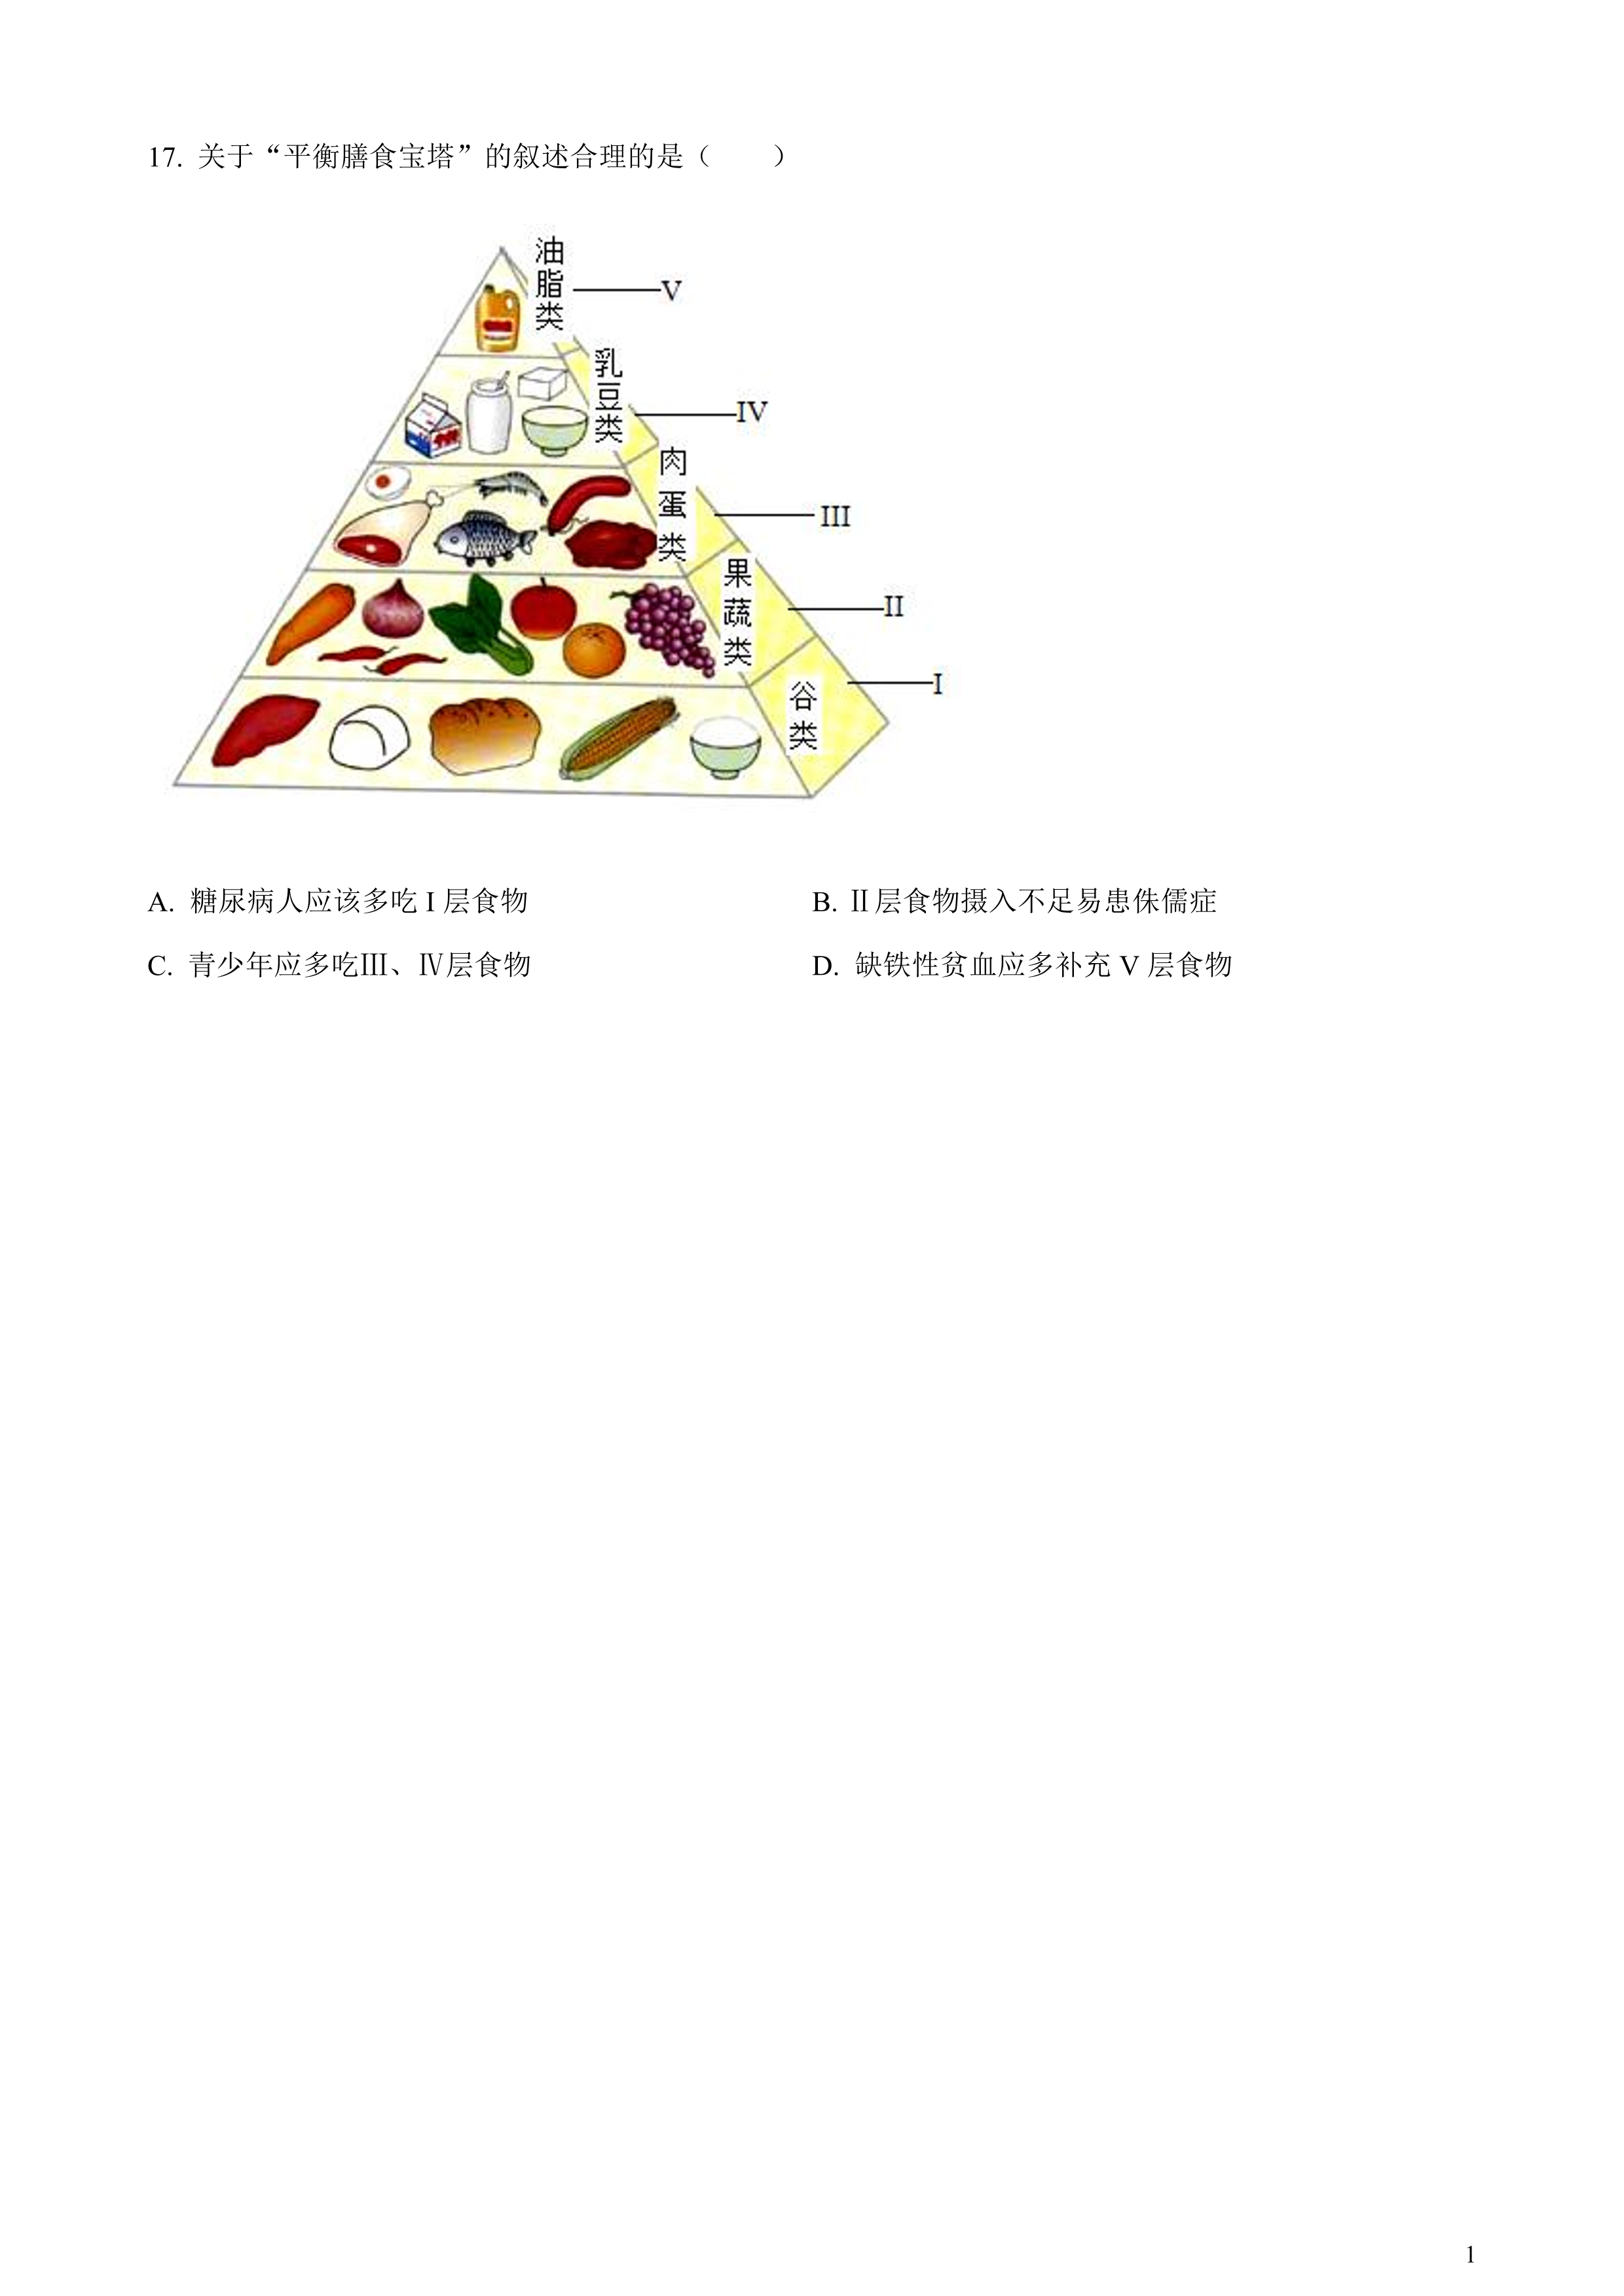 17. 关于“平衡膳食宝塔”的叙述合理的是（  ）
油脂类
V
乳豆类
IV
肉蛋类
III
果蔬类
II
谷类
I
A. 糖尿病人应该多吃 I 层食物 B. Ⅱ层食物摄入不足易患侏儒症
C. 青少年应多吃Ⅲ、Ⅳ层食物 D. 缺铁性贫血应多补充 V 层食物
1